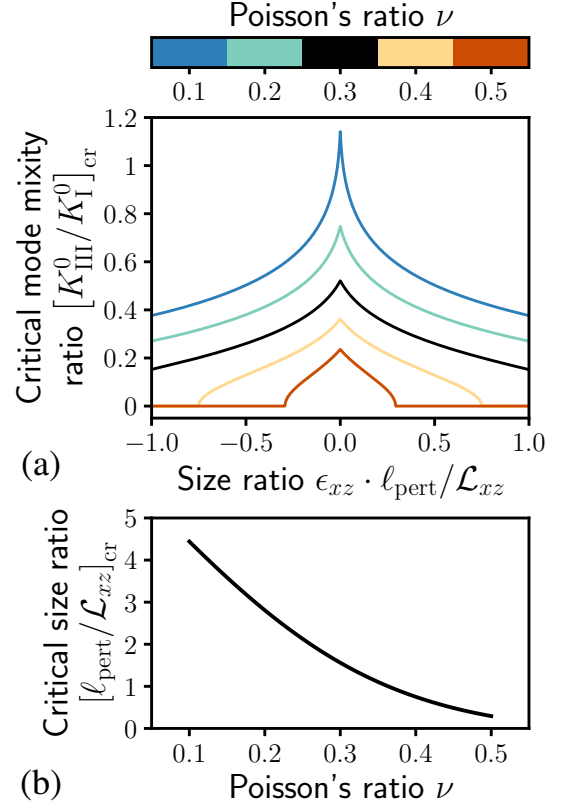 Poisson's ratio ν
0.1 0.2 0.3 0.4 0.5
Critical mode mixity
ratio [K⁰_III/K⁰_I]_cr
1.2
1
0.8
0.6
0.4
0.2
0
−1.0 −0.5 0.0 0.5 1.0
(a)
Size ratio ϵ_xz · ℓ_pert/ℒ_xz
Critical size ratio
[ℓ_pert/ℒ_xz]_cr
5
4
3
2
1
0
0.1 0.2 0.3 0.4 0.5
(b)
Poisson's ratio ν